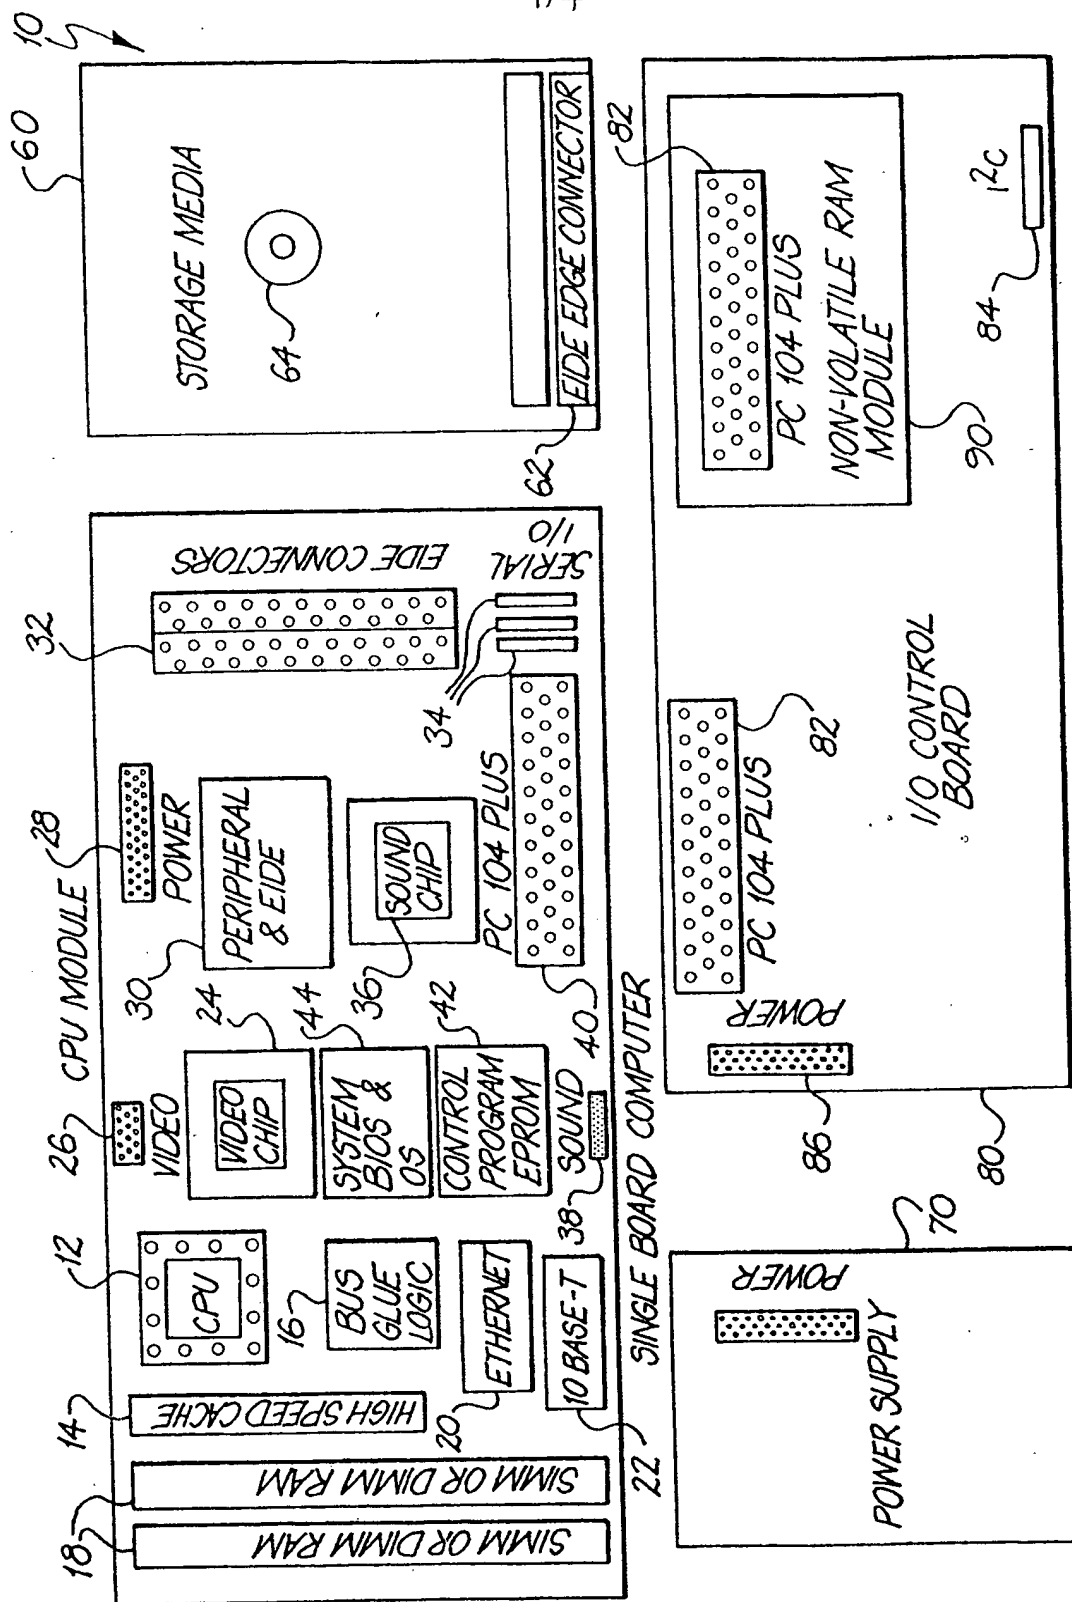 10
60
STORAGE MEDIA
64
EIDE EDGE CONNECTOR
62
CPU MODULE
18
SIMM OR DIMM RAM
SIMM OR DIMM RAM
14
HIGH SPEED CACHE
12
CPU
16
BUS
GLUE
LOGIC
20
ETHERNET
22
10 BASE-T
26
VIDEO
24
VIDEO
CHIP
44
SYSTEM
BIOS &
OS
42
CONTROL
PROGRAM
EPROM
SOUND
38
28
POWER
30
PERIPHERAL
& EIDE
36
SOUND
CHIP
PC 104 PLUS
40
32
EIDE CONNECTORS
34
SERIAL
I/O
SINGLE BOARD COMPUTER
70
POWER
POWER SUPPLY
80
86
POWER
82
PC 104 PLUS
I/O CONTROL
BOARD
82
PC 104 PLUS
NON-VOLATILE RAM
MODULE
90
84
I2C